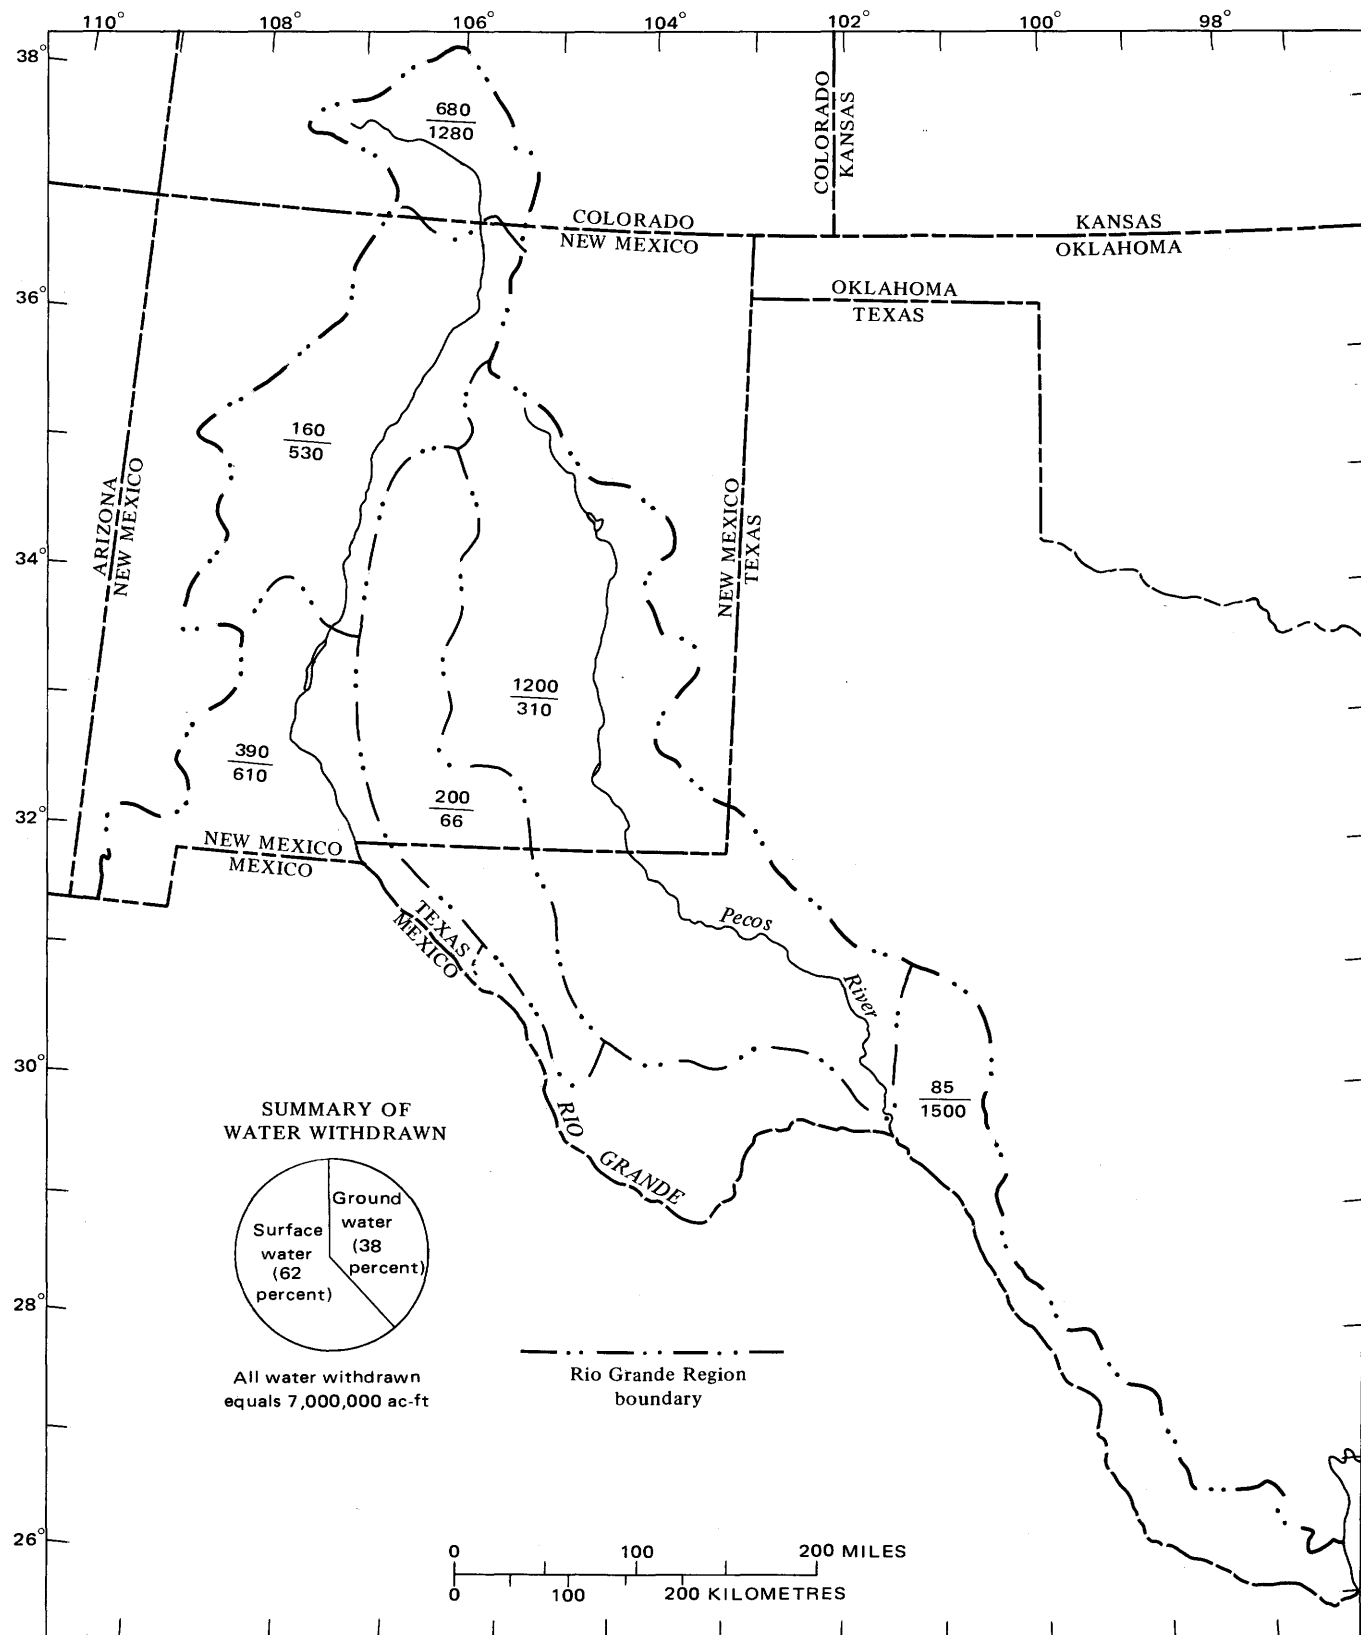 110° 108° 106° 104° 102° 100° 98°
38°
COLORADO
KANSAS
680
1280
COLORADO
NEW MEXICO
KANSAS
OKLAHOMA
36°
OKLAHOMA
TEXAS
160
530
ARIZONA
NEW MEXICO
NEW MEXICO
TEXAS
34°
1200
310
390
610
200
66
32°
NEW MEXICO
MEXICO
TEXAS
MEXICO
Pecos
River
30°
85
1500
RIO
GRANDE
SUMMARY OF
WATER WITHDRAWN
Ground
water
(38
percent)
Surface
water
(62
percent)
28°
All water withdrawn
equals 7,000,000 ac-ft
Rio Grande Region
boundary
26°
0 100 200 MILES
0 100 200 KILOMETRES